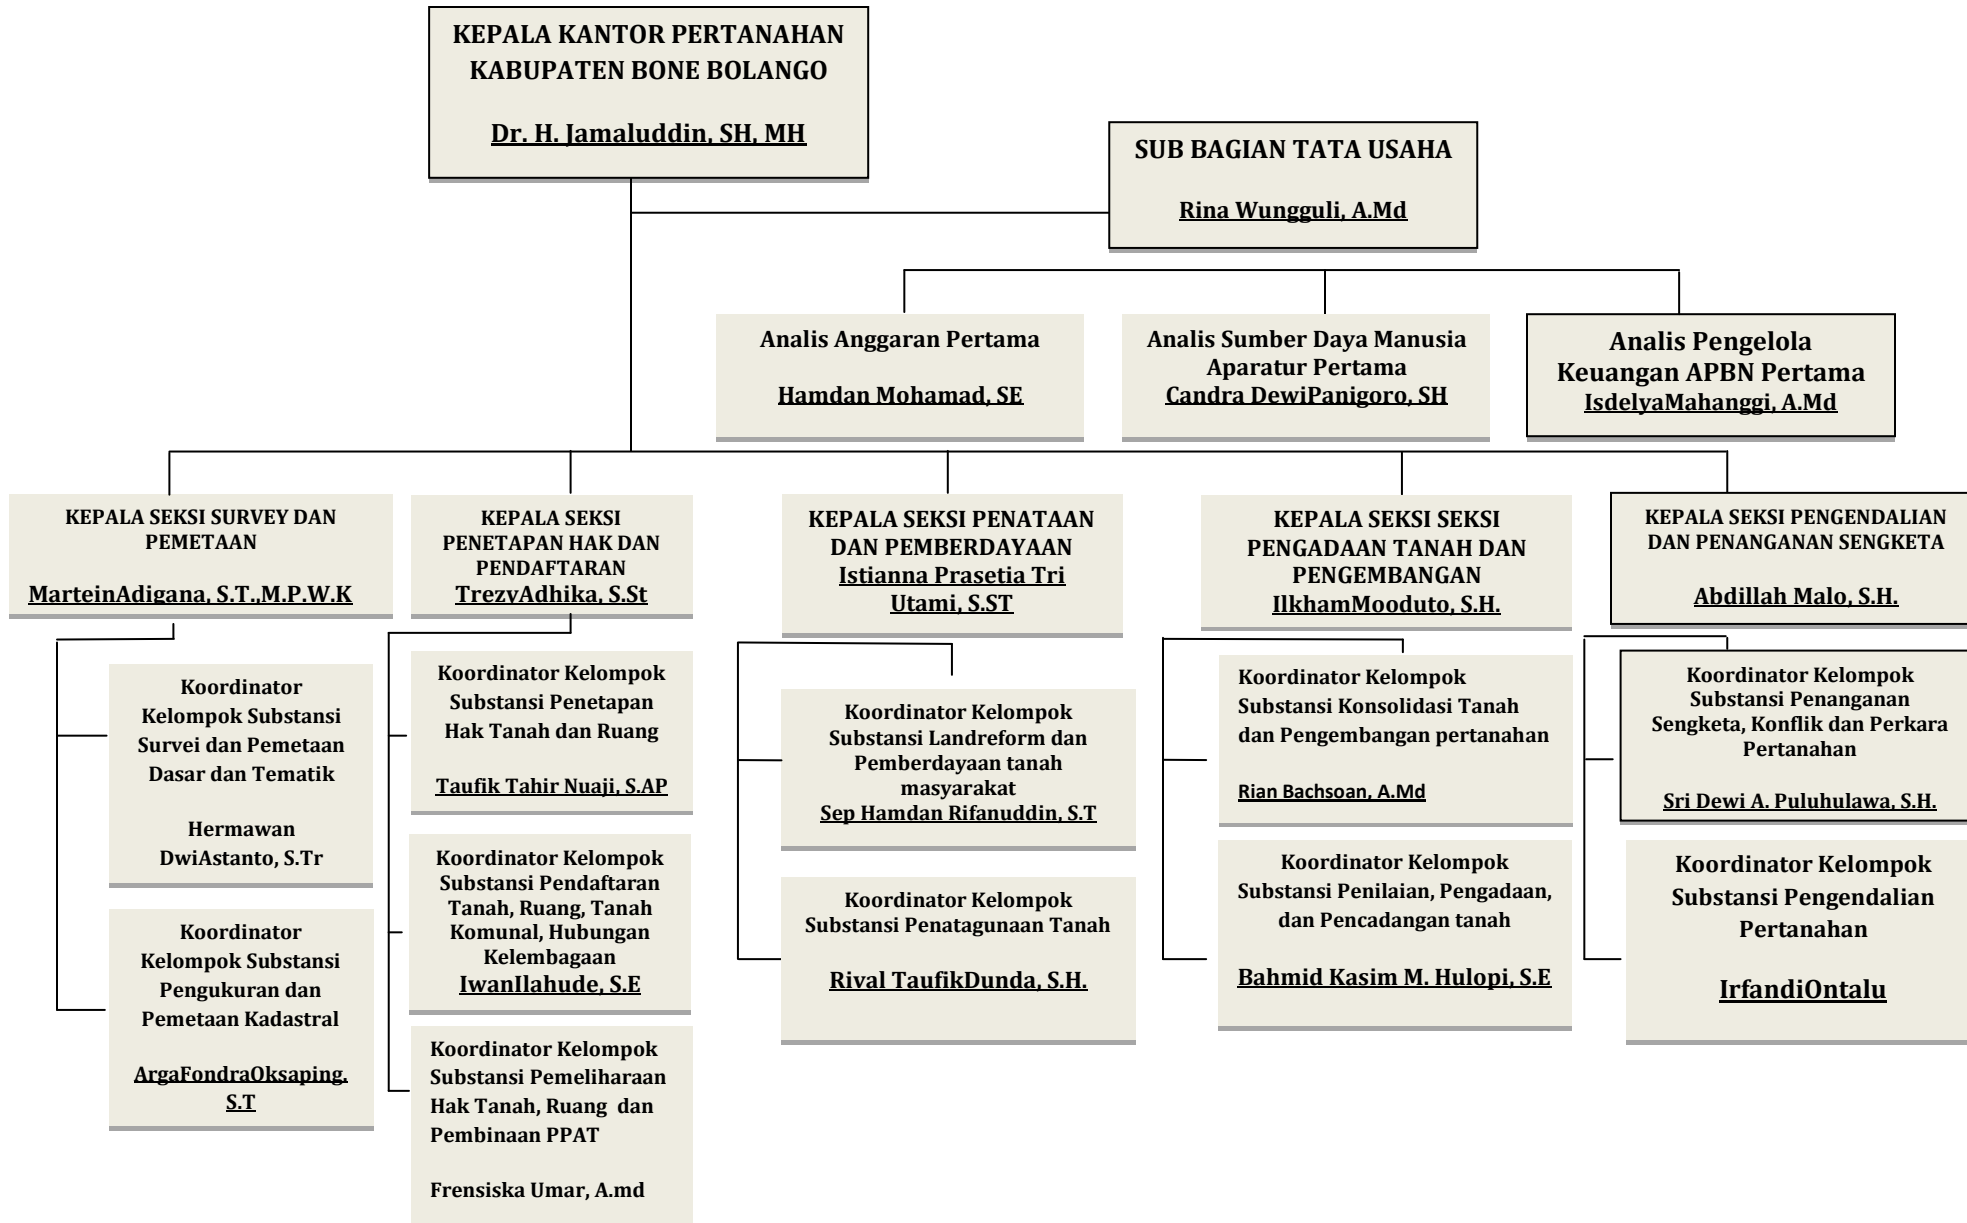 KEPALA KANTOR PERTANAHAN
KABUPATEN BONE BOLANGO
Dr. H. Jamaluddin, SH, MH
SUB BAGIAN TATA USAHA
Rina Wungguli, A.Md
Analis Anggaran Pertama
Hamdan Mohamad, SE
Analis Sumber Daya Manusia
Aparatur Pertama
Candra DewiPanigoro, SH
Analis Pengelola
Keuangan APBN Pertama
IsdelyaMahanggi, A.Md
KEPALA SEKSI SURVEY DAN
PEMETAAN
MarteinAdigana, S.T.,M.P.W.K
KEPALA SEKSI
PENETAPAN HAK DAN
PENDAFTARAN
TrezyAdhika, S.St
KEPALA SEKSI PENATAAN
DAN PEMBERDAYAAN
Istianna Prasetia Tri
Utami, S.ST
KEPALA SEKSI SEKSI
PENGADAAN TANAH DAN
PENGEMBANGAN
IlkhamMooduto, S.H.
KEPALA SEKSI PENGENDALIAN
DAN PENANGANAN SENGKETA
Abdillah Malo, S.H.
Koordinator
Kelompok Substansi
Survei dan Pemetaan
Dasar dan Tematik
Hermawan
DwiAstanto, S.Tr
Koordinator
Kelompok Substansi
Pengukuran dan
Pemetaan Kadastral
ArgaFondraOksaping,
S.T
Koordinator Kelompok
Substansi Penetapan
Hak Tanah dan Ruang
Taufik Tahir Nuaji, S.AP
Koordinator Kelompok
Substansi Pendaftaran
Tanah, Ruang, Tanah
Komunal, Hubungan
Kelembagaan
IwanIlahude, S.E
Koordinator Kelompok
Substansi Pemeliharaan
Hak Tanah, Ruang  dan
Pembinaan PPAT
Frensiska Umar, A.md
Koordinator Kelompok
Substansi Landreform dan
Pemberdayaan tanah
masyarakat
Sep Hamdan Rifanuddin, S.T
Koordinator Kelompok
Substansi Penatagunaan Tanah
Rival TaufikDunda, S.H.
Koordinator Kelompok
Substansi Konsolidasi Tanah
dan Pengembangan pertanahan
Rian Bachsoan, A.Md
Koordinator Kelompok
Substansi Penilaian, Pengadaan,
dan Pencadangan tanah
Bahmid Kasim M. Hulopi, S.E
Koordinator Kelompok
Substansi Penanganan
Sengketa, Konflik dan Perkara
Pertanahan
Sri Dewi A. Puluhulawa, S.H.
Koordinator Kelompok
Substansi Pengendalian
Pertanahan
IrfandiOntalu